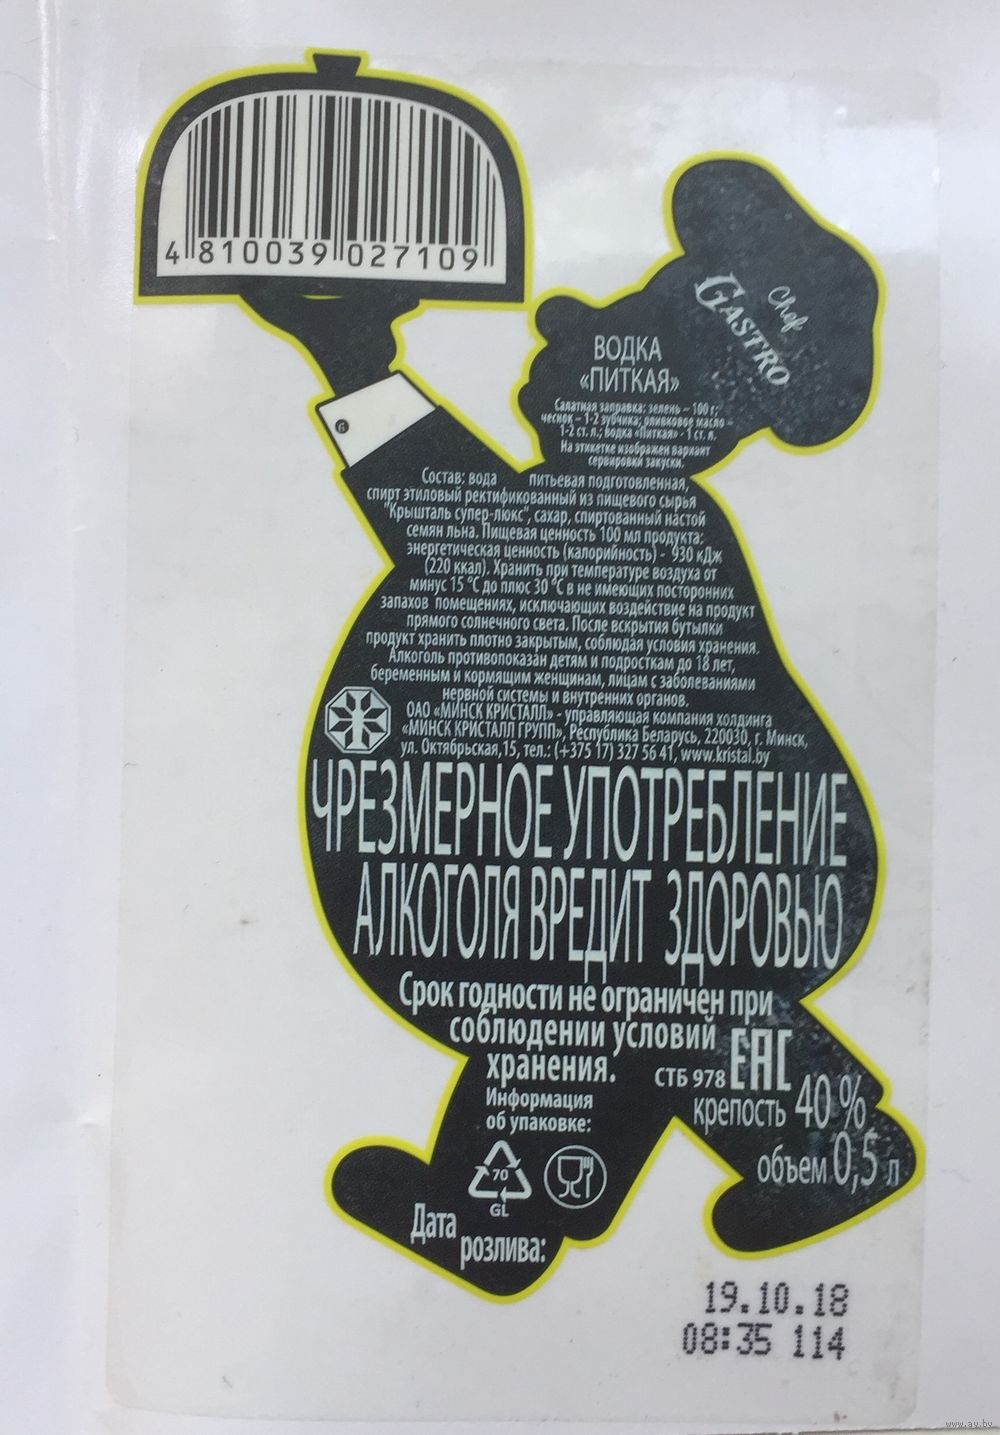 4 810039 027109
Chef
GASTRO
ВОДКА
«ПИТКАЯ»
Салатная заправка: зелень – 100 г;
чеснок – 1-2 зубчика; оливковое масло –
1-2 ст. л.; Водка «Питкая» - 1 ст. л.
На этикетке изображен вариант
сервировки закуски.
Состав: вода питьевая подготовленная,
спирт этиловый ректификованный из пищевого сырья
"Крышталь супер-люкс", сахар, спиртованный настой
семян льна. Пищевая ценность 100 мл продукта:
энергетическая ценность (калорийность) - 930 кДж
(220 ккал). Хранить при температуре воздуха от
минус 15 °С до плюс 30 °С в не имеющих посторонних
запахов помещениях, исключающих воздействие на продукт
прямого солнечного света. После вскрытия бутылки
продукт хранить плотно закрытым, соблюдая условия хранения.
Алкоголь противопоказан детям и подросткам до 18 лет,
беременным и кормящим женщинам, лицам с заболеваниями
нервной системы и внутренних органов.
ОАО «МИНСК КРИСТАЛЛ» - управляющая компания холдинга
«МИНСК КРИСТАЛЛ ГРУПП», Республика Беларусь, 220030, г. Минск,
ул. Октябрьская,15, тел.: (+375 17) 327 56 41, www.kristal.by
ЧРЕЗМЕРНОЕ УПОТРЕБЛЕНИЕ
АЛКОГОЛЯ ВРЕДИТ ЗДОРОВЬЮ
Срок годности не ограничен при
соблюдении условий
хранения.
СТБ 978 EAC
крепость 40 %
объем 0,5 л
Информация
об упаковке:
70
GL
Дата
розлива:
19.10.18
08:35 114
www.ay.by